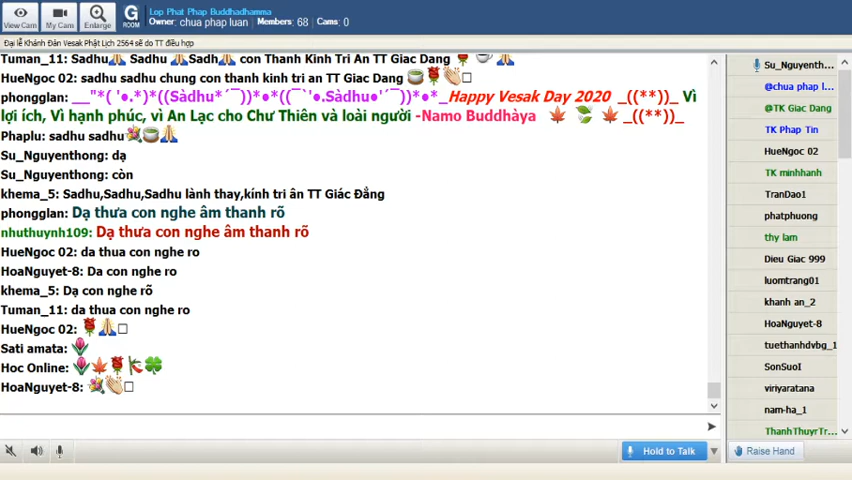 Lop Phat Phap Buddhadhamma
Owner: chua phap luan Members: 68 Cams: 0
View Cam My Cam Enlarge G ROOM
Đại lễ Khánh Đản Vesak Phật Lịch 2564 sẽ do TT điều hợp
Tuman_11: Sadhu🙏 Sadhu 🙏Sadh🙏 con Thanh Kinh Tri An TT Giac Dang 🌹 🍵 🙏
HueNgoc 02: sadhu sadhu chung con thanh kinh tri an TT Giac Dang 🍵🌹👏□
phongglan: __"*( '•.*)*((Sàdhu*´¯))*•*((¯`'•.Sàdhu•'´¯))*•*_Happy Vesak Day 2020 _((**))_ Vì
lợi ích, Vì hạnh phúc, vì An Lạc cho Chư Thiên và loài người -Namo Buddhàya 🍁 🍃 🍁 _((**))_
Phaplu: sadhu sadhu💐🍵🙏
Su_Nguyenthong: dạ
Su_Nguyenthong: còn
khema_5: Sadhu,Sadhu,Sadhu lành thay,kính tri ân TT Giác Đẳng
phongglan: Dạ thưa con nghe âm thanh rõ
nhuthuynh109: Dạ thưa con nghe âm thanh rõ
HueNgoc 02: da thua con nghe ro
HoaNguyet-8: Da con nghe ro
khema_5: Dạ con nghe rõ
Tuman_11: da thua con nghe ro
HueNgoc 02: 🌹🙏□
Sati amata: 🌷
Hoc Online: 🌷🍁🌹🎋🍀
HoaNguyet-8: 💐👏□
Su_Nguyenth...
@chua phap l...
@TK Giac Dang
TK Phap Tin
HueNgoc 02
TK minhhanh
TranDao1
phatphuong
thy lam
Dieu Giac 999
luomtrang01
khanh an_2
HoaNguyet-8
tuethanhdvbg_1
SonSuoI
viriyaratana
nam-ha_1
ThanhThuyrTr...
Hold to Talk
Raise Hand